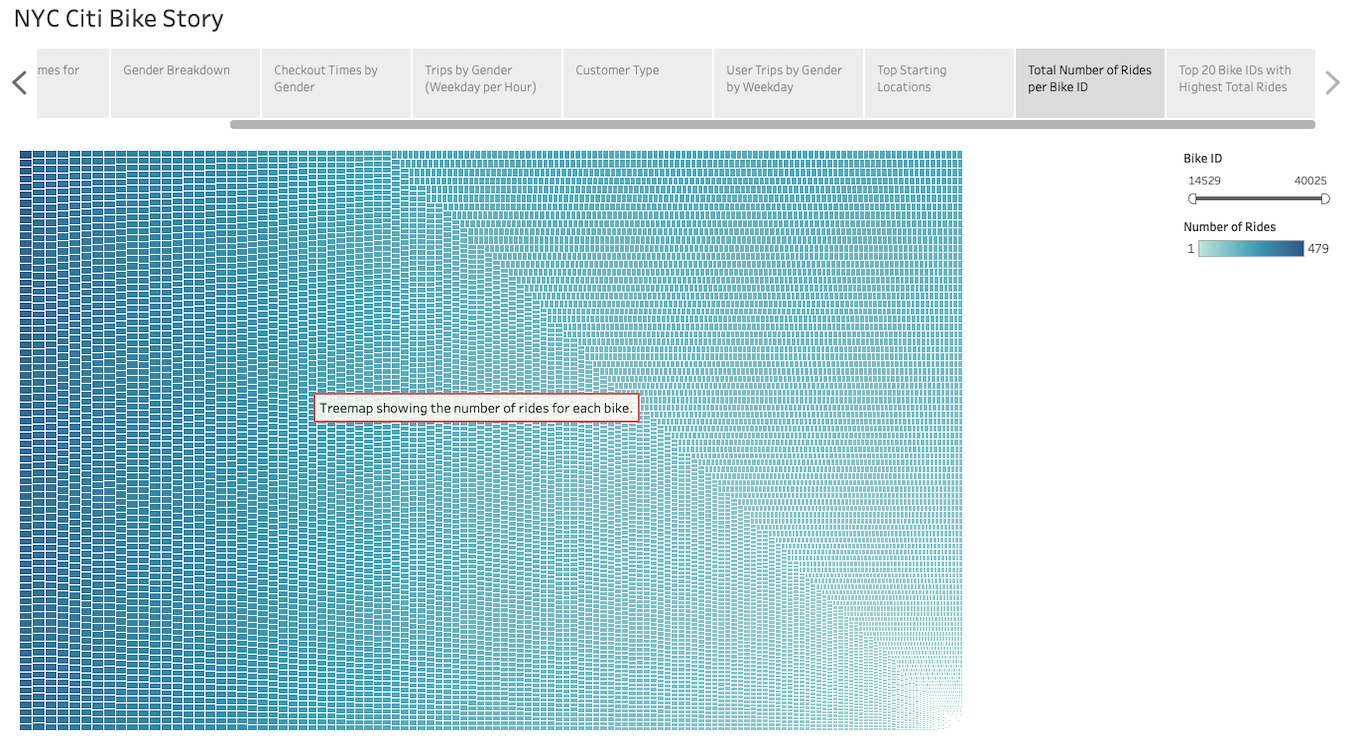 NYC Citi Bike Story
mes for
Gender Breakdown
Checkout Times by
Gender
Trips by Gender
(Weekday per Hour)
Customer Type
User Trips by Gender
by Weekday
Top Starting
Locations
Total Number of Rides
per Bike ID
Top 20 Bike IDs with
Highest Total Rides
Bike ID
14529 40025
Number of Rides
1 479
Treemap showing the number of rides for each bike.